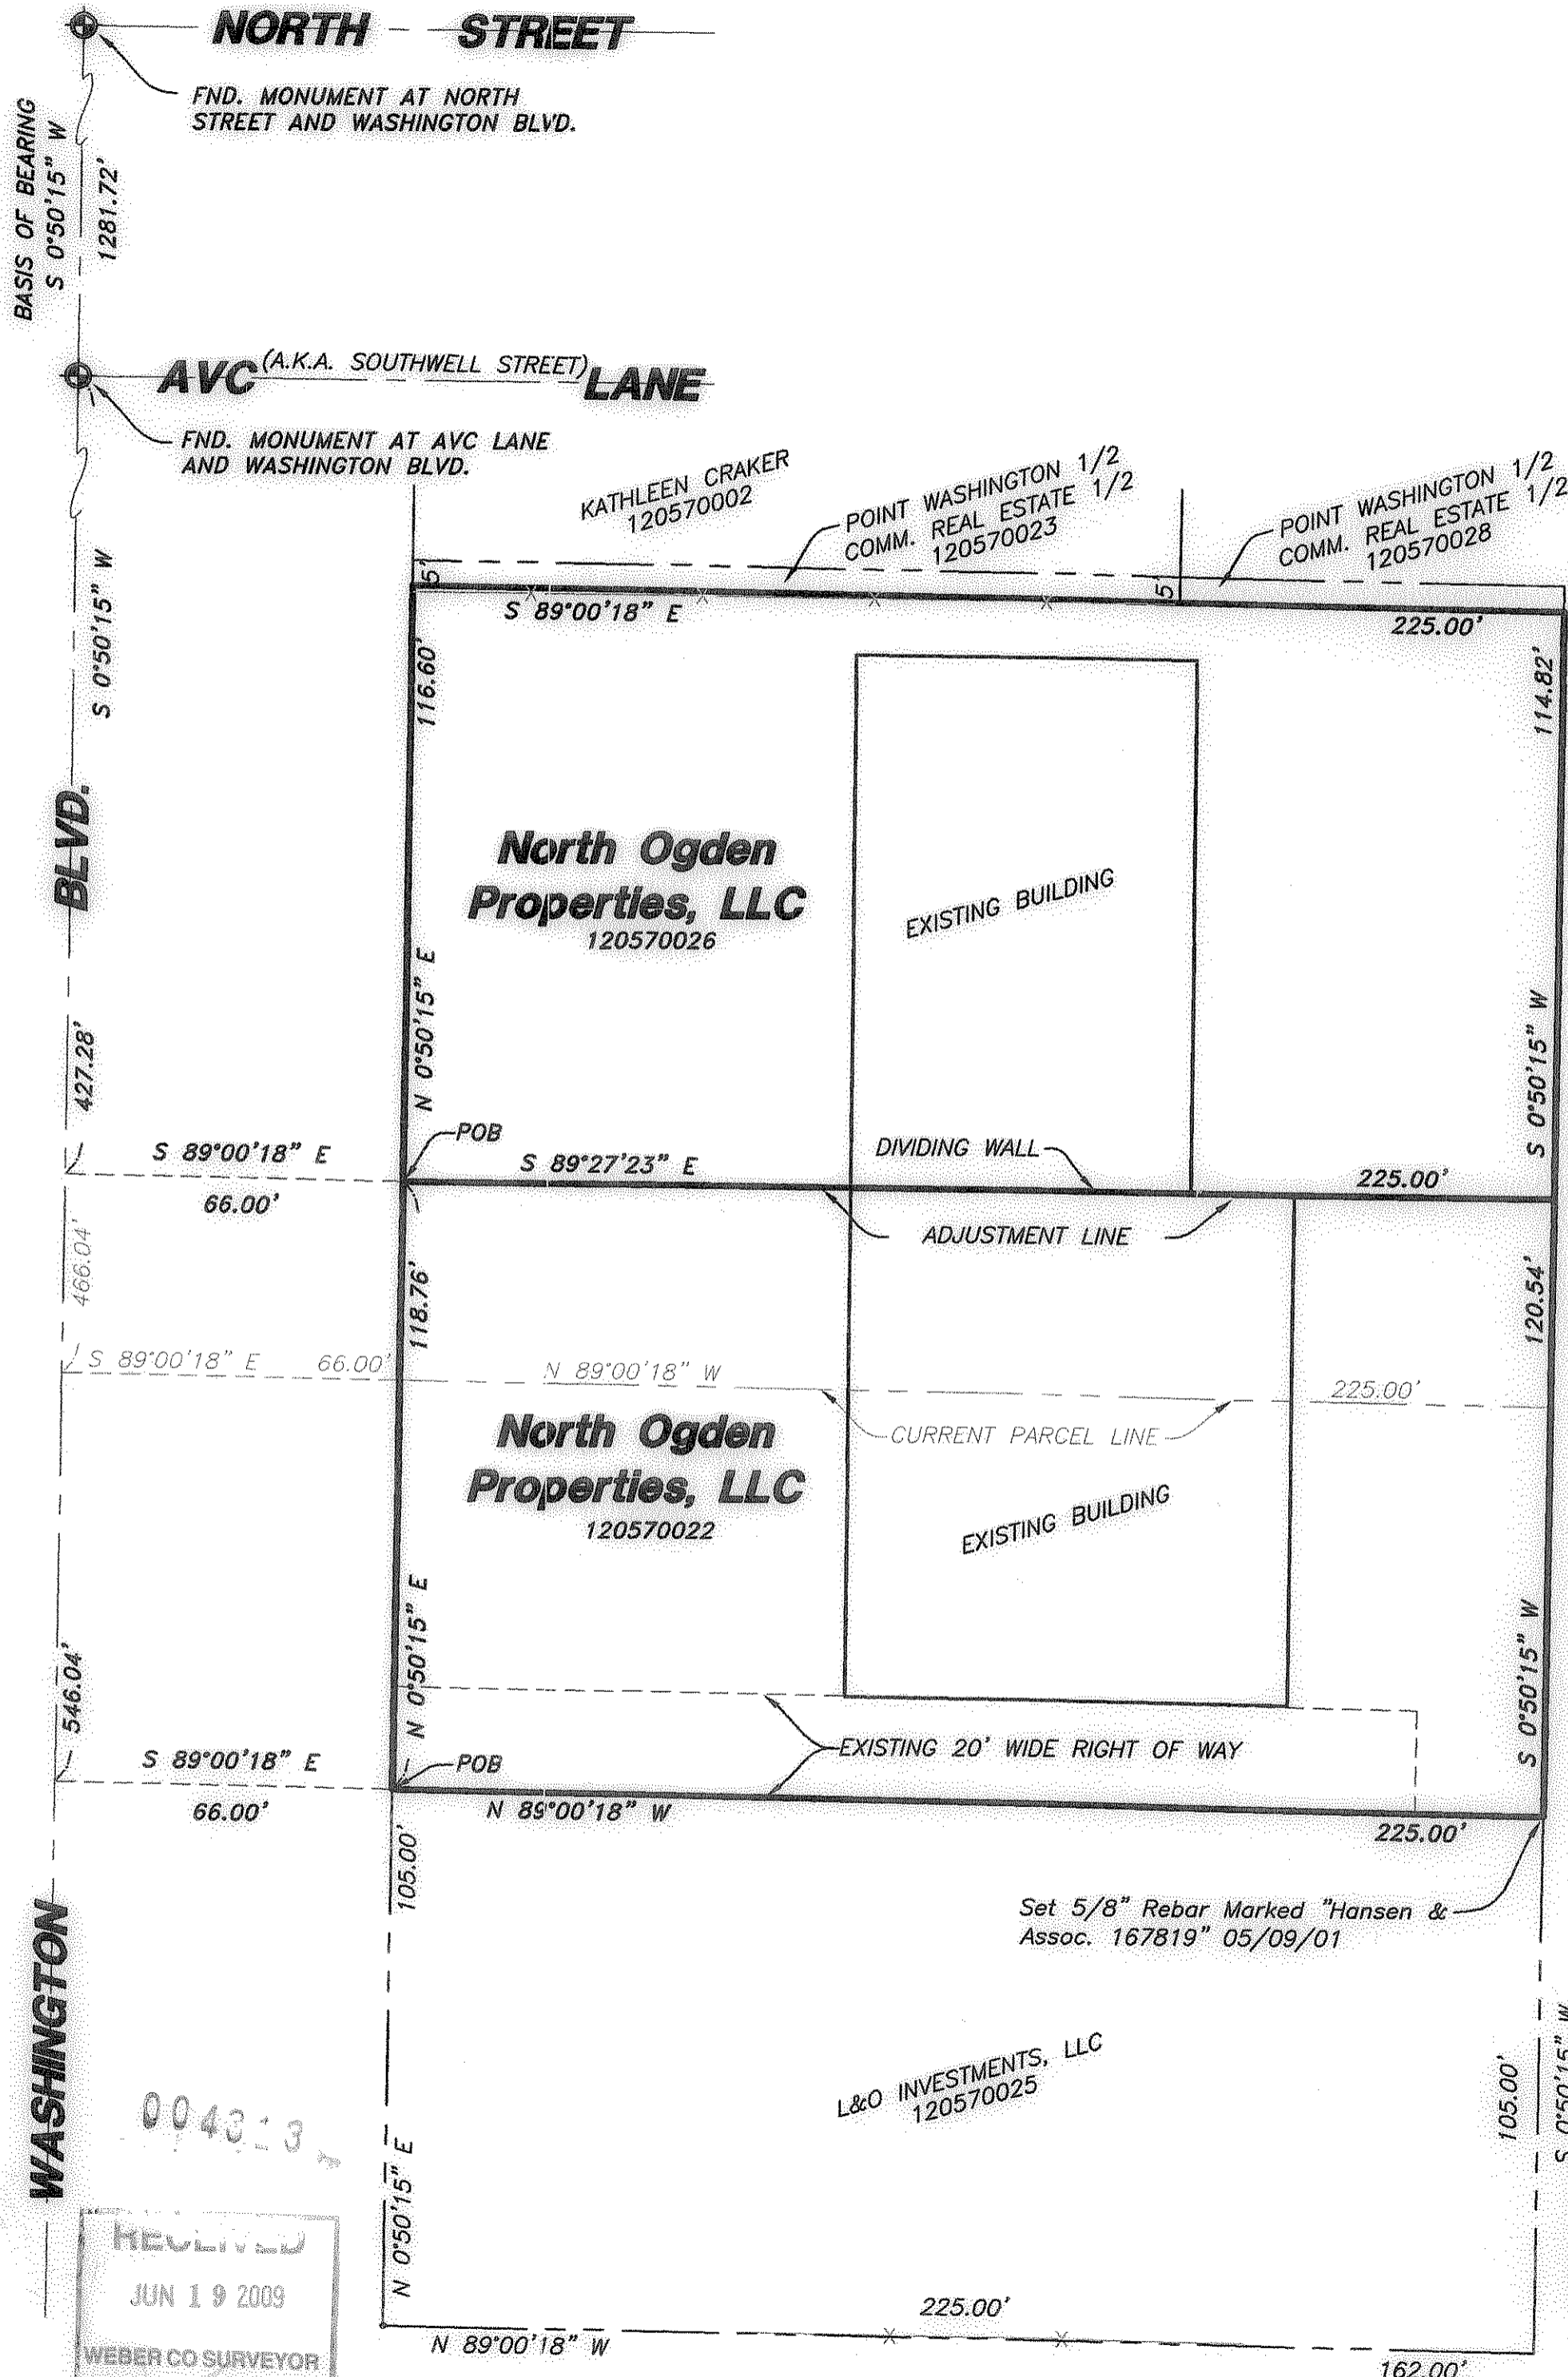 NORTH STREET
FND. MONUMENT AT NORTH
STREET AND WASHINGTON BLVD.
BASIS OF BEARING
S 0°50'15" W
1281.72'
AVC (A.K.A. SOUTHWELL STREET) LANE
FND. MONUMENT AT AVC LANE
AND WASHINGTON BLVD.
KATHLEEN CRAKER
120570002
POINT WASHINGTON 1/2
COMM. REAL ESTATE 1/2
120570023
POINT WASHINGTON 1/2
COMM. REAL ESTATE 1/2
120570028
5'
5'
S 0°50'15" W
S 89°00'18" E
225.00'
116.60'
114.82'
BLVD.
North Ogden
Properties, LLC
120570026
EXISTING BUILDING
N 0°50'15" E
S 0°50'15" W
427.28'
POB
S 89°00'18" E
66.00'
S 89°27'23" E
DIVIDING WALL
225.00'
ADJUSTMENT LINE
466.04'
118.76'
120.54'
S 89°00'18" E 66.00'
N 89°00'18" W
225.00'
CURRENT PARCEL LINE
North Ogden
Properties, LLC
120570022
EXISTING BUILDING
N 0°50'15" E
S 0°50'15" W
546.04'
EXISTING 20' WIDE RIGHT OF WAY
S 89°00'18" E
66.00'
POB
N 89°00'18" W
225.00'
105.00'
Set 5/8" Rebar Marked "Hansen &
Assoc. 167819" 05/09/01
WASHINGTON
L&O INVESTMENTS, LLC
120570025
105.00'
S 0°50'15" W
N 0°50'15" E
RECEIVED
JUN 19 2009
WEBER CO SURVEYOR
225.00'
N 89°00'18" W
162.00'